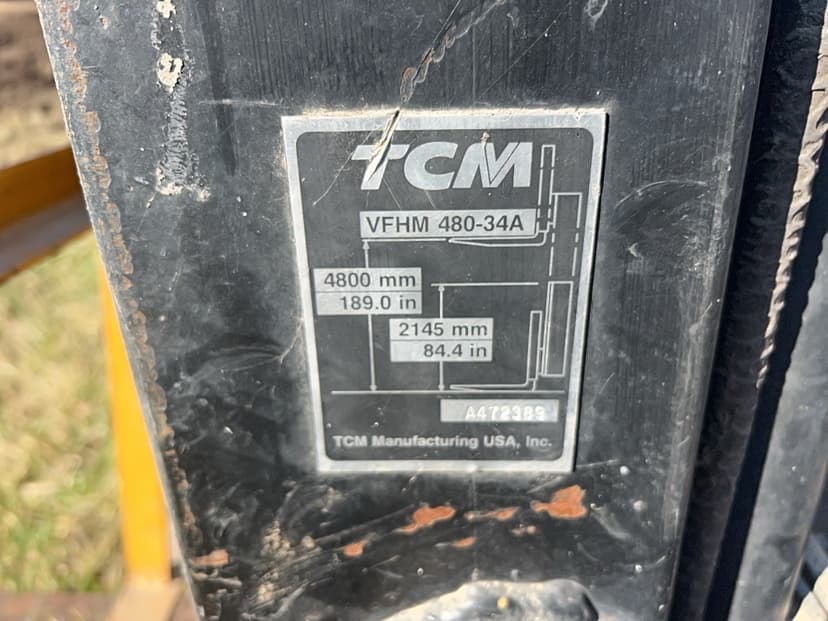 TCM
VFHM 480-34A
4800 mm
189.0 in
2145 mm
84.4 in
A472389
TCM Manufacturing USA, Inc.